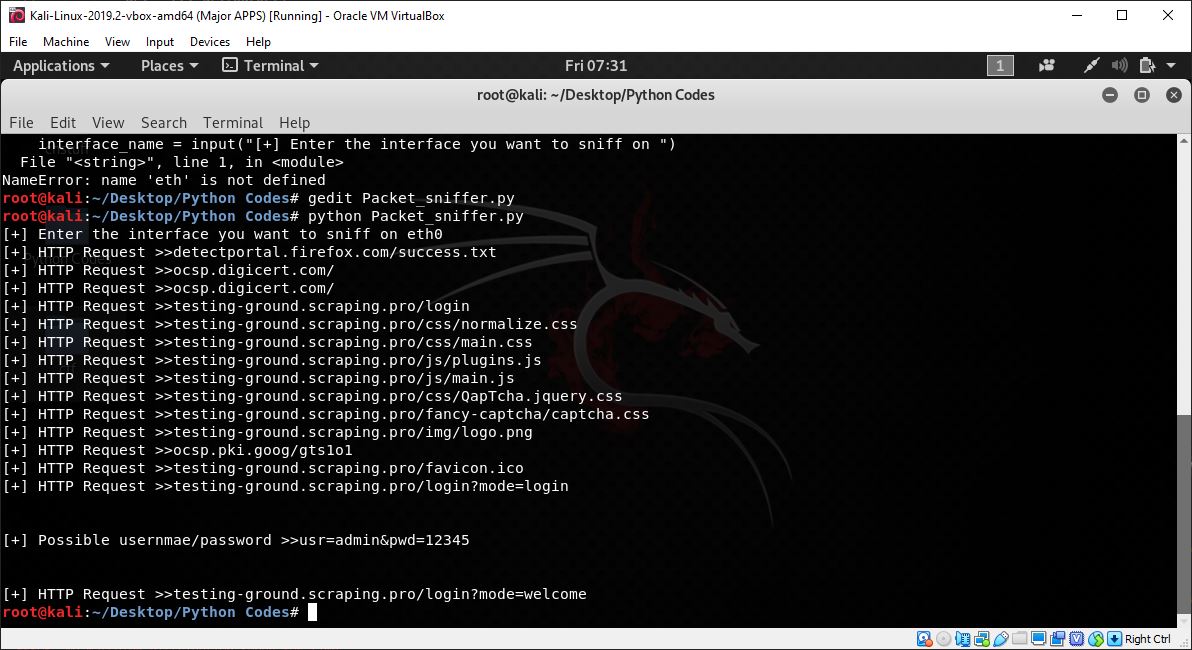 Kali-Linux-2019.2-vbox-amd64 (Major APPS) [Running] - Oracle VM VirtualBox
File Machine View Input Devices Help
Applications Places Terminal Fri 07:31 1
root@kali: ~/Desktop/Python Codes
File Edit View Search Terminal Help
interface_name = input("[+] Enter the interface you want to sniff on ")
File "<string>", line 1, in <module>
NameError: name 'eth' is not defined
root@kali:~/Desktop/Python Codes# gedit Packet_sniffer.py
root@kali:~/Desktop/Python Codes# python Packet_sniffer.py
[+] Enter the interface you want to sniff on eth0
[+] HTTP Request >>detectportal.firefox.com/success.txt
[+] HTTP Request >>ocsp.digicert.com/
[+] HTTP Request >>ocsp.digicert.com/
[+] HTTP Request >>testing-ground.scraping.pro/login
[+] HTTP Request >>testing-ground.scraping.pro/css/normalize.css
[+] HTTP Request >>testing-ground.scraping.pro/css/main.css
[+] HTTP Request >>testing-ground.scraping.pro/js/plugins.js
[+] HTTP Request >>testing-ground.scraping.pro/js/main.js
[+] HTTP Request >>testing-ground.scraping.pro/css/QapTcha.jquery.css
[+] HTTP Request >>testing-ground.scraping.pro/fancy-captcha/captcha.css
[+] HTTP Request >>testing-ground.scraping.pro/img/logo.png
[+] HTTP Request >>ocsp.pki.goog/gts1o1
[+] HTTP Request >>testing-ground.scraping.pro/favicon.ico
[+] HTTP Request >>testing-ground.scraping.pro/login?mode=login
[+] Possible usernmae/password >>usr=admin&pwd=12345
[+] HTTP Request >>testing-ground.scraping.pro/login?mode=welcome
root@kali:~/Desktop/Python Codes#
Right Ctrl